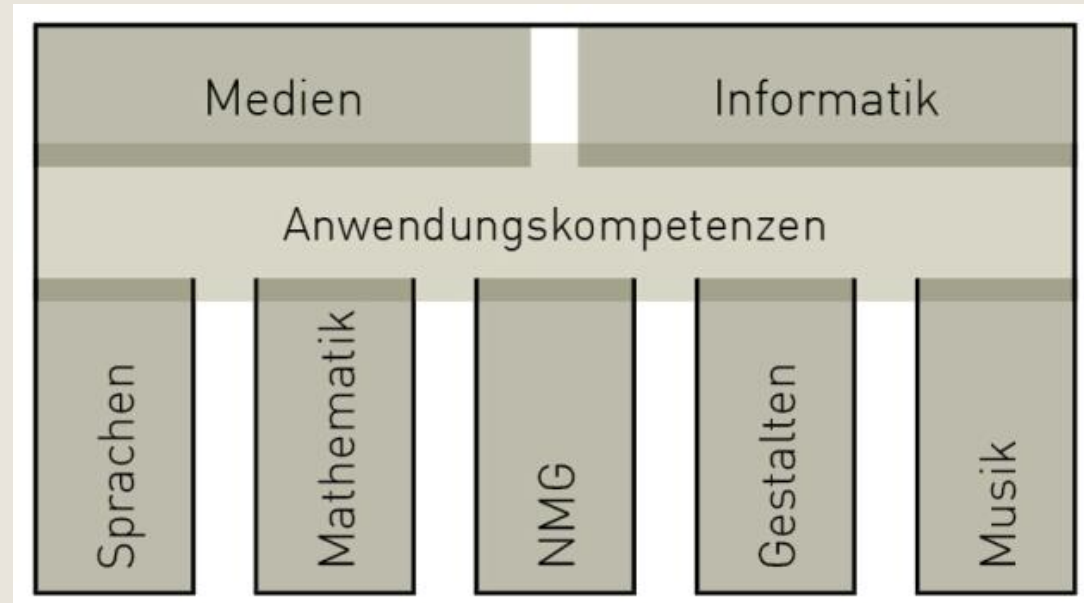 Medien
Informatik
Anwendungskompetenzen
Sprachen
Mathematik
NMG
Gestalten
Musik